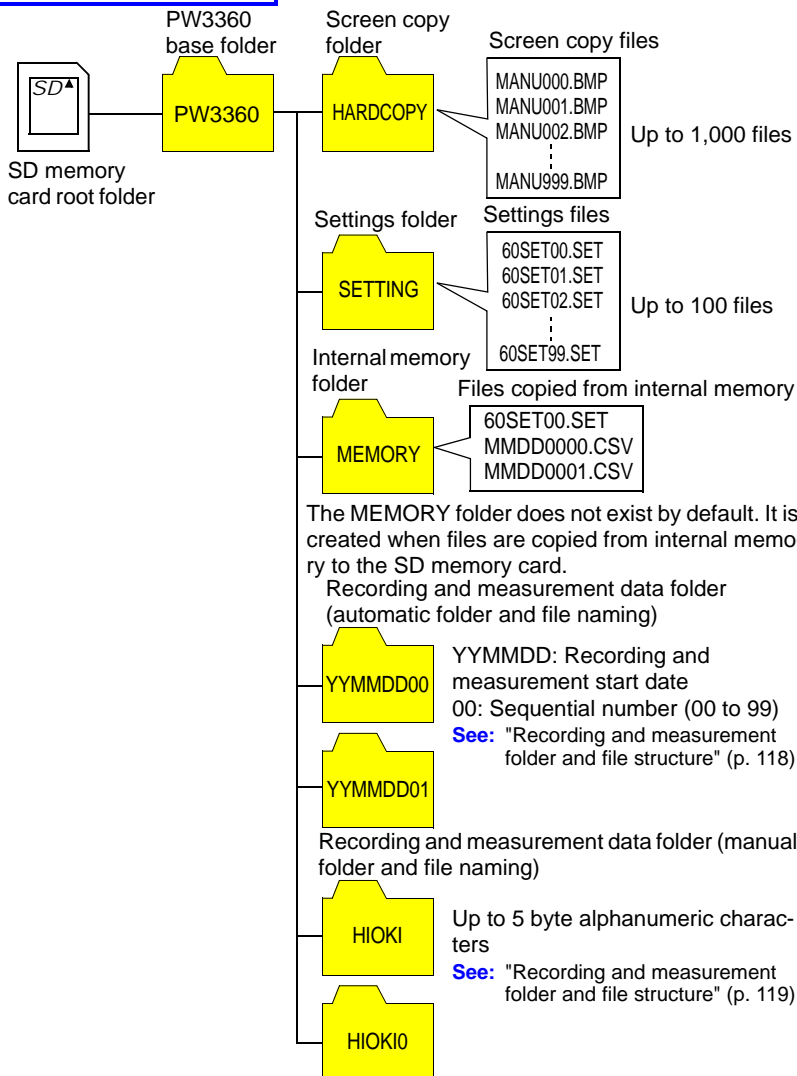 PW3360
base folder
Screen copy
folder
Screen copy files
SD
PW3360
HARDCOPY
MANU000.BMP
MANU001.BMP
MANU002.BMP
MANU999.BMP
Up to 1,000 files
SD memory
card root folder
Settings folder
Settings files
SETTING
60SET00.SET
60SET01.SET
60SET02.SET
60SET99.SET
Up to 100 files
Internal memory
folder
Files copied from internal memory
MEMORY
60SET00.SET
MMDD0000.CSV
MMDD0001.CSV
The MEMORY folder does not exist by default. It is
created when files are copied from internal memo-
ry to the SD memory card.
Recording and measurement data folder
(automatic folder and file naming)
YYMMDD00
YYMMDD: Recording and
measurement start date
00: Sequential number (00 to 99)
See: "Recording and measurement
folder and file structure" (p. 118)
YYMMDD01
Recording and measurement data folder (manual
folder and file naming)
HIOKI
Up to 5 byte alphanumeric charac-
ters
See: "Recording and measurement
folder and file structure" (p. 119)
HIOKI0